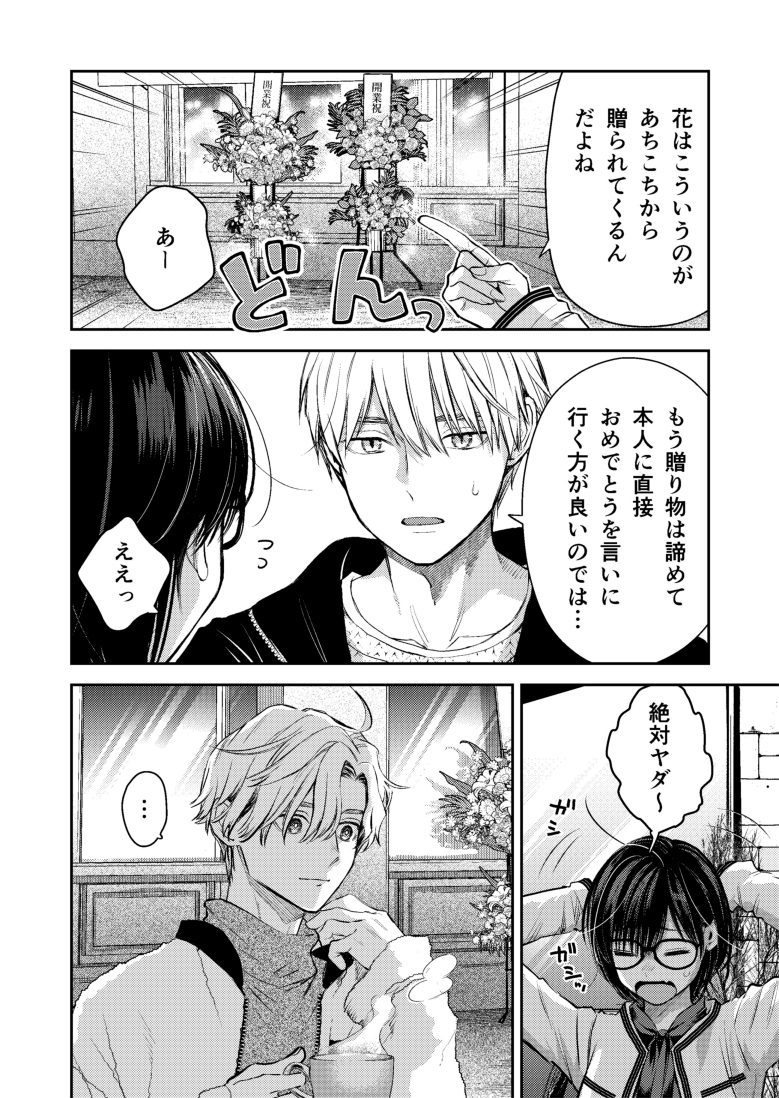 花はこういうのが
あちこちから
贈られてくるん
だよね
開業祝
開業祝
どんっ
あー
もう贈り物は諦めて
本人に直接
おめでとうを言いに
行く方が良いのでは…
っっ
ええっ
絶対ヤダ～
ガシ
ガシッ
…